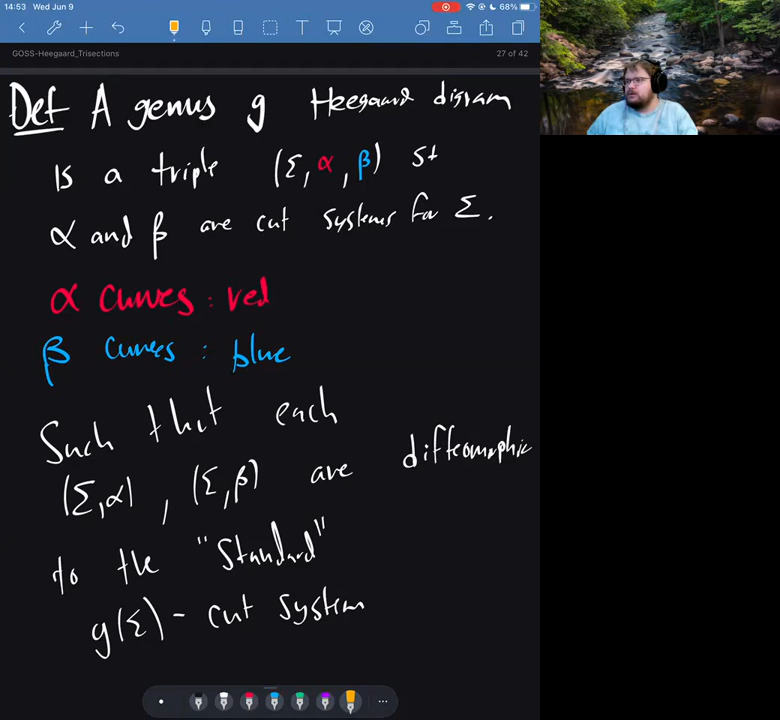 14:53 Wed Jun 9
68%
GOSS-Heegaard_Trisections
27 of 42
Def A genus g Heegaard diagram
Is a triple (Σ, α, β) st
α and β are cut systems for Σ.
α curves : red
β curves : blue
Such that each
(Σ, α), (Σ, β) are diffeomorphic
to the "Standard"
g(Σ) - cut system